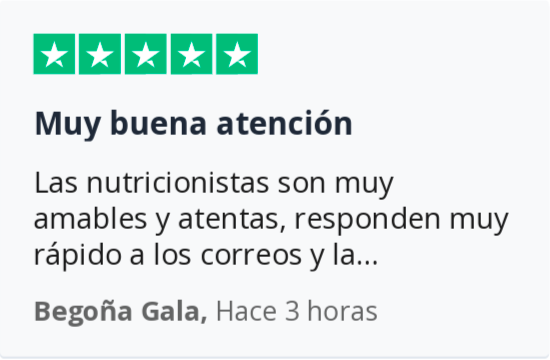 Muy buena atención
Las nutricionistas son muy
amables y atentas, responden muy
rápido a los correos y la...
Begoña Gala, Hace 3 horas